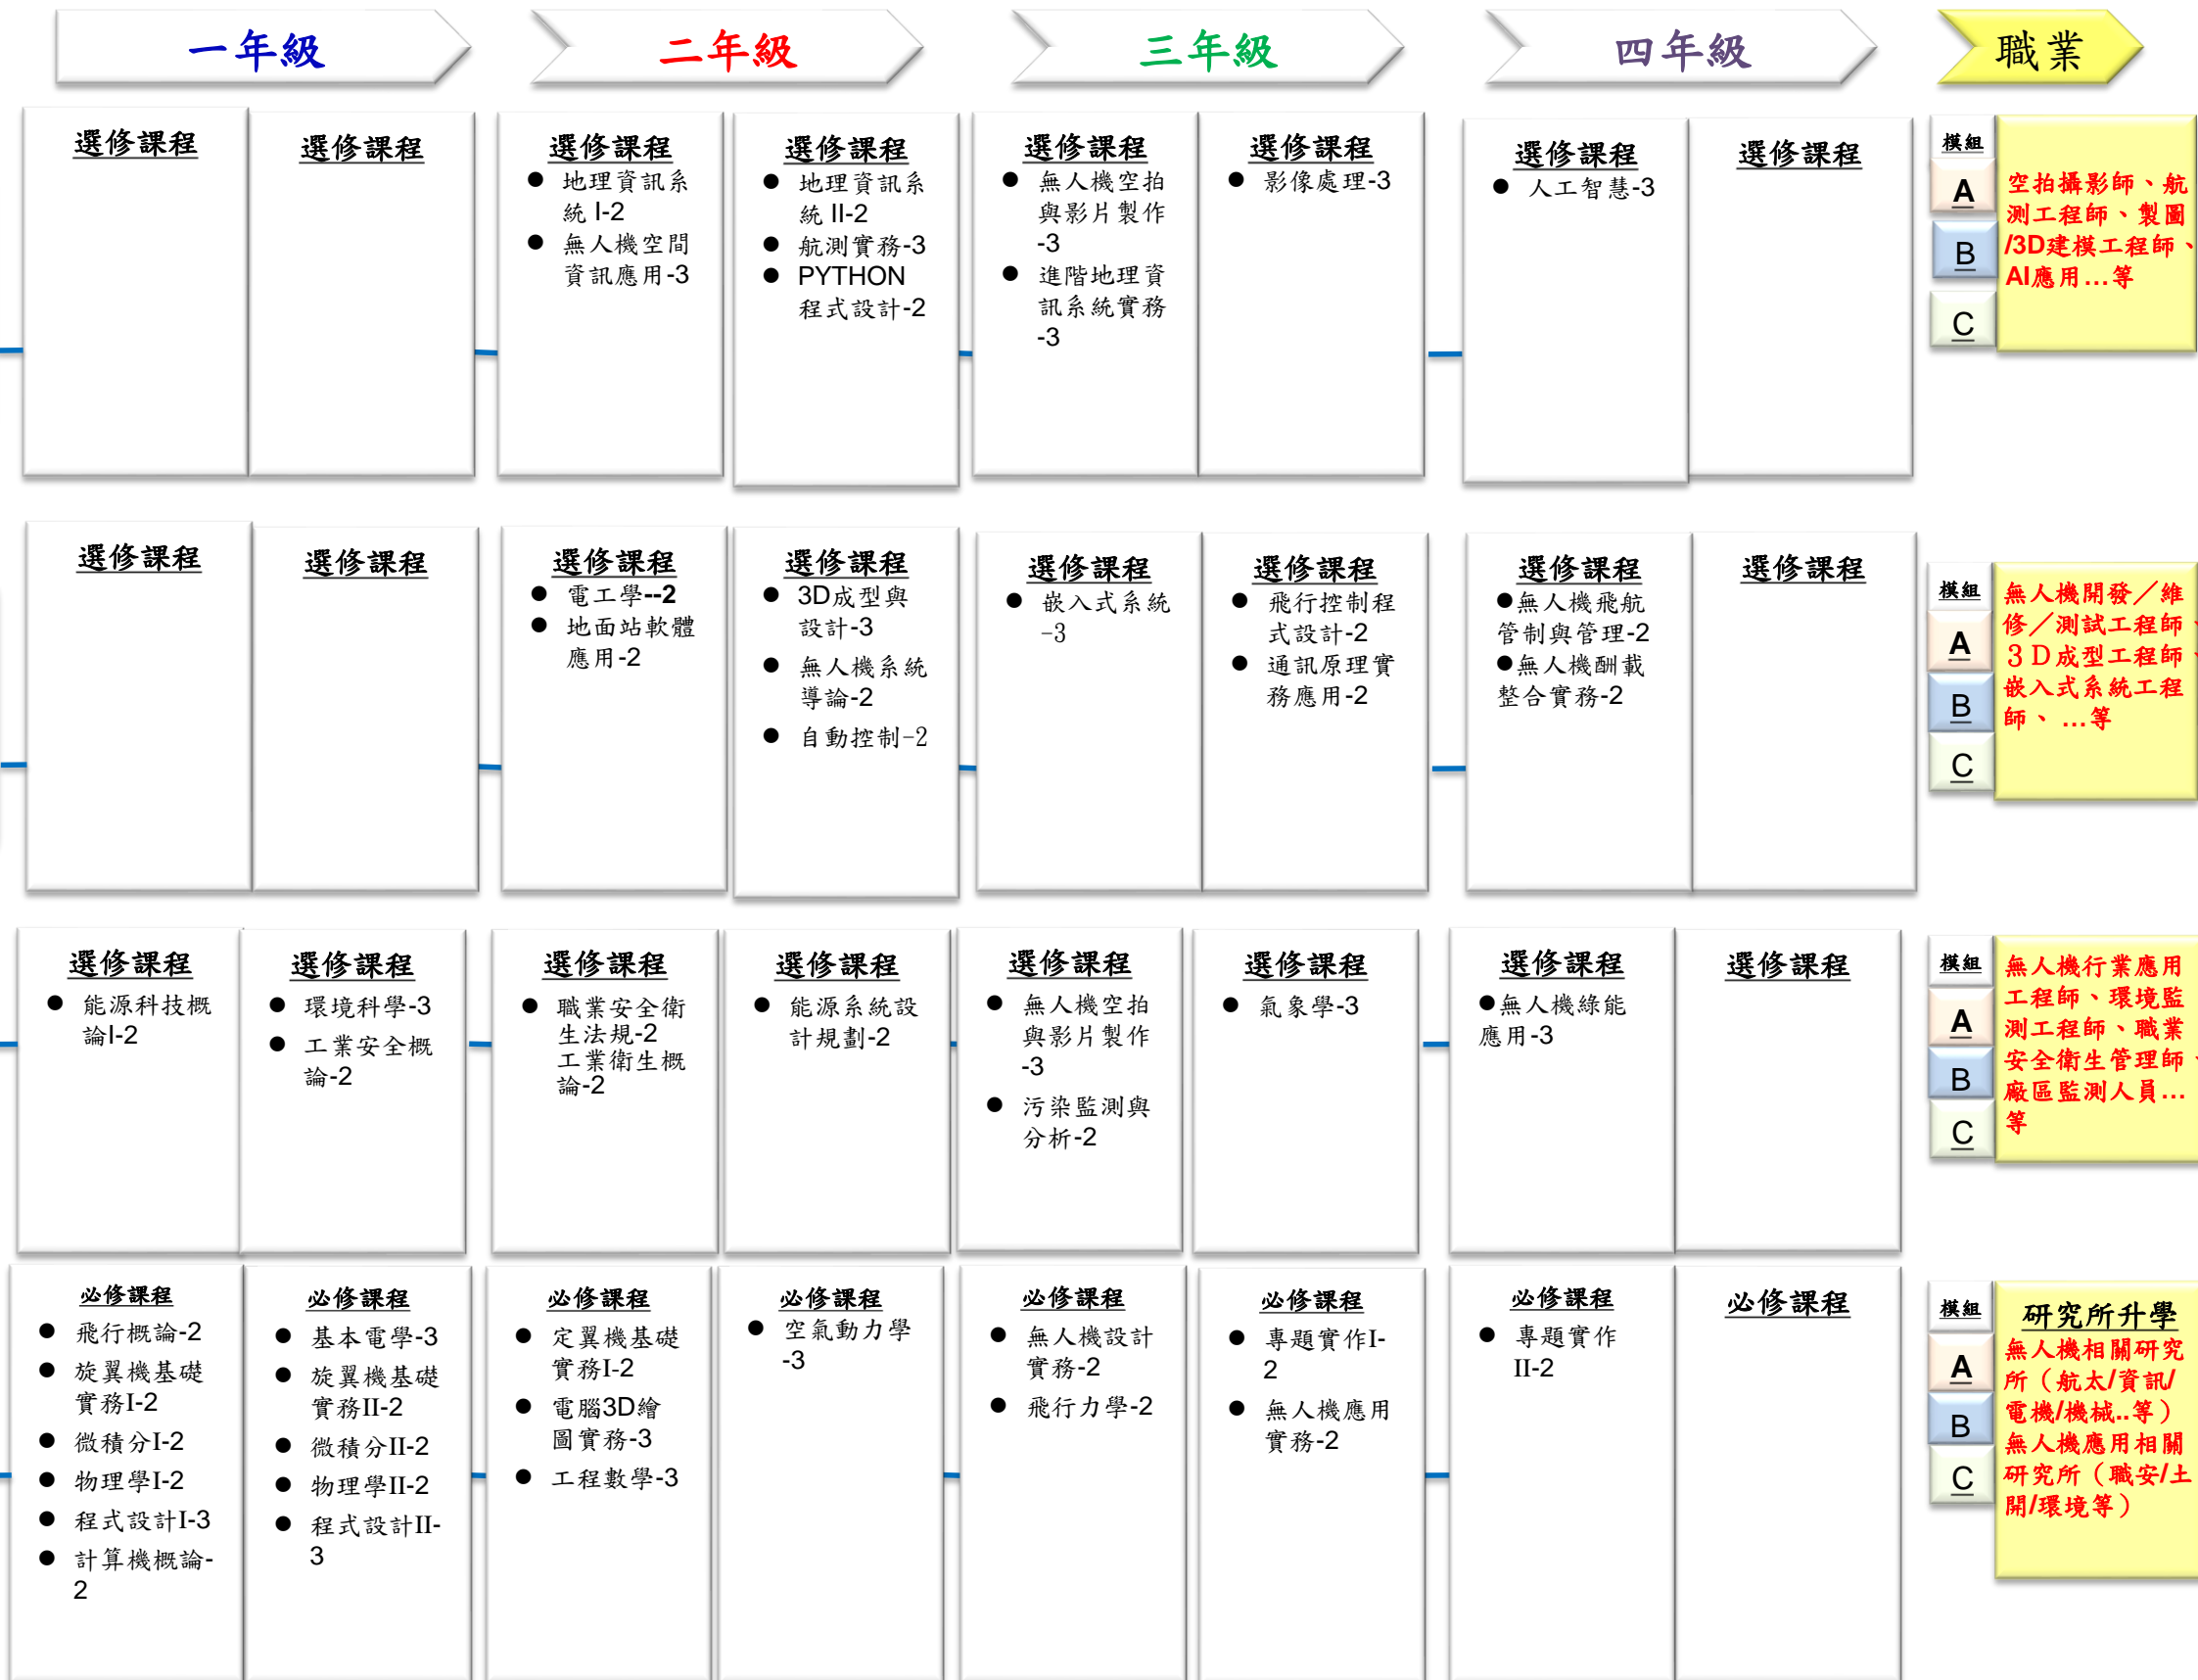 一年級
二年級
三年級
四年級
職業
選修課程
選修課程
選修課程
● 地理資訊系
統 I-2
● 無人機空間
資訊應用-3
選修課程
● 地理資訊系
統 II-2
● 航測實務-3
● PYTHON
程式設計-2
選修課程
● 無人機空拍
與影片製作
-3
● 進階地理資
訊系統實務
-3
選修課程
● 影像處理-3
選修課程
● 人工智慧-3
選修課程
模組
A
B
C
空拍攝影師、航
測工程師、製圖
/3D建模工程師、
AI應用…等
選修課程
選修課程
選修課程
● 電工學--2
● 地面站軟體
應用-2
選修課程
● 3D成型與
設計-3
● 無人機系統
導論-2
● 自動控制-2
選修課程
● 嵌入式系統
-3
選修課程
● 飛行控制程
式設計-2
● 通訊原理實
務應用-2
選修課程
●無人機飛航
管制與管理-2
●無人機酬載
整合實務-2
選修課程
模組
A
B
C
無人機開發／維
修／測試工程師、
３Ｄ成型工程師、
嵌入式系統工程
師、 …等
選修課程
● 能源科技概
論I-2
選修課程
● 環境科學-3
● 工業安全概
論-2
選修課程
● 職業安全衛
生法規-2
工業衛生概
論-2
選修課程
● 能源系統設
計規劃-2
選修課程
● 無人機空拍
與影片製作
-3
● 污染監測與
分析-2
選修課程
● 氣象學-3
選修課程
●無人機綠能
應用-3
選修課程
模組
A
B
C
無人機行業應用
工程師、環境監
測工程師、職業
安全衛生管理師、
廠區監測人員…
等
必修課程
● 飛行概論-2
● 旋翼機基礎
實務I-2
● 微積分I-2
● 物理學I-2
● 程式設計I-3
● 計算機概論-
2
必修課程
● 基本電學-3
● 旋翼機基礎
實務II-2
● 微積分II-2
● 物理學II-2
● 程式設計II-
3
必修課程
● 定翼機基礎
實務I-2
● 電腦3D繪
圖實務-3
● 工程數學-3
必修課程
● 空氣動力學
-3
必修課程
● 無人機設計
實務-2
● 飛行力學-2
必修課程
● 專題實作I-
2
● 無人機應用
實務-2
必修課程
● 專題實作
II-2
必修課程
模組
A
B
C
研究所升學
無人機相關研究
所（航太/資訊/
電機/機械..等）
無人機應用相關
研究所（職安/土
開/環境等）